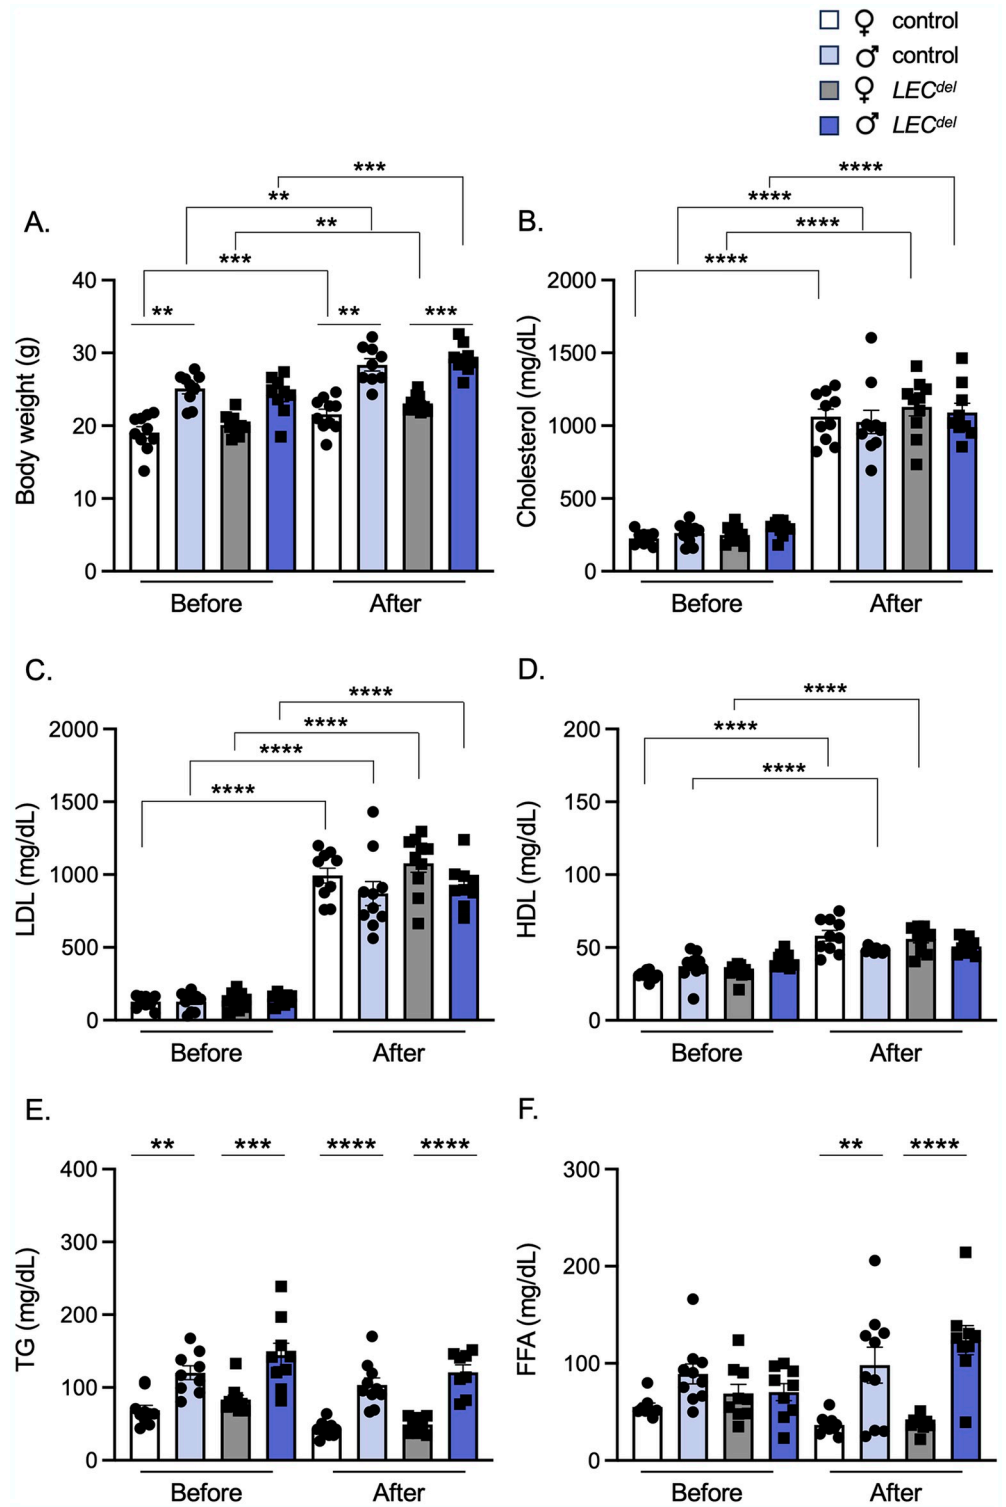 ♀ control
♂ control
♀ LECdel
♂ LECdel
A.
***
**
**
***
**
**
***
Body weight (g)
40
30
20
10
0
Before
After
B.
****
****
****
****
Cholesterol (mg/dL)
2000
1500
1000
500
0
Before
After
C.
****
****
****
****
LDL (mg/dL)
2000
1500
1000
500
0
Before
After
D.
****
****
****
HDL (mg/dL)
200
150
100
50
0
Before
After
E.
**
***
****
****
TG (mg/dL)
400
300
200
100
0
Before
After
F.
**
****
FFA (mg/dL)
300
200
100
0
Before
After